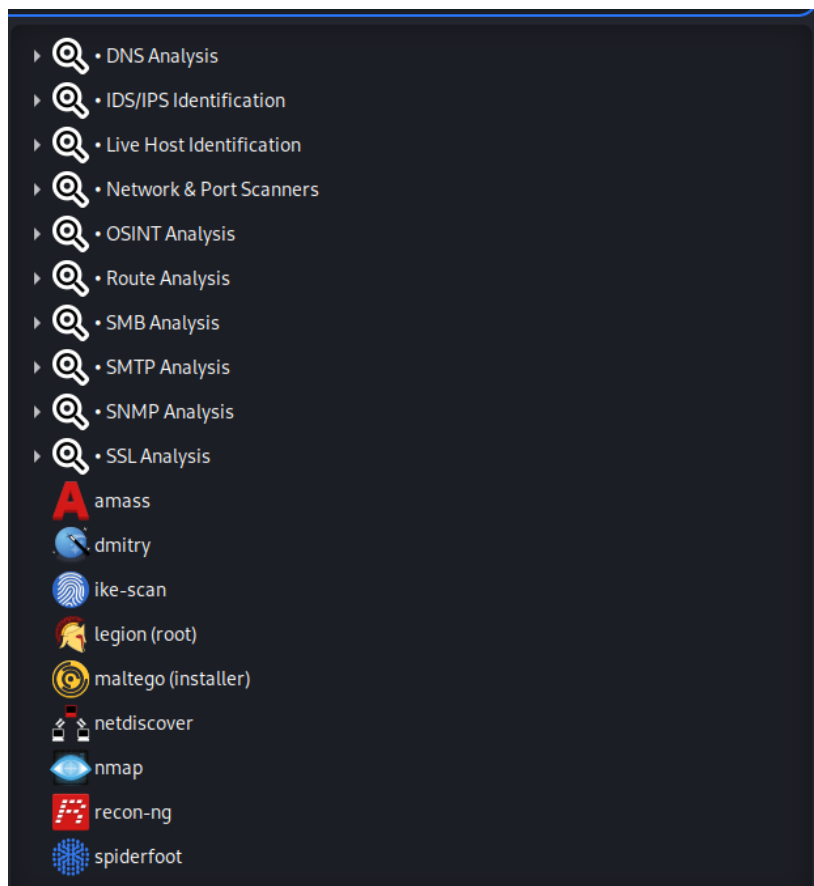 • DNS Analysis
• IDS/IPS Identification
• Live Host Identification
• Network & Port Scanners
• OSINT Analysis
• Route Analysis
• SMB Analysis
• SMTP Analysis
• SNMP Analysis
• SSL Analysis
amass
dmitry
ike-scan
legion (root)
maltego (installer)
netdiscover
nmap
recon-ng
spiderfoot